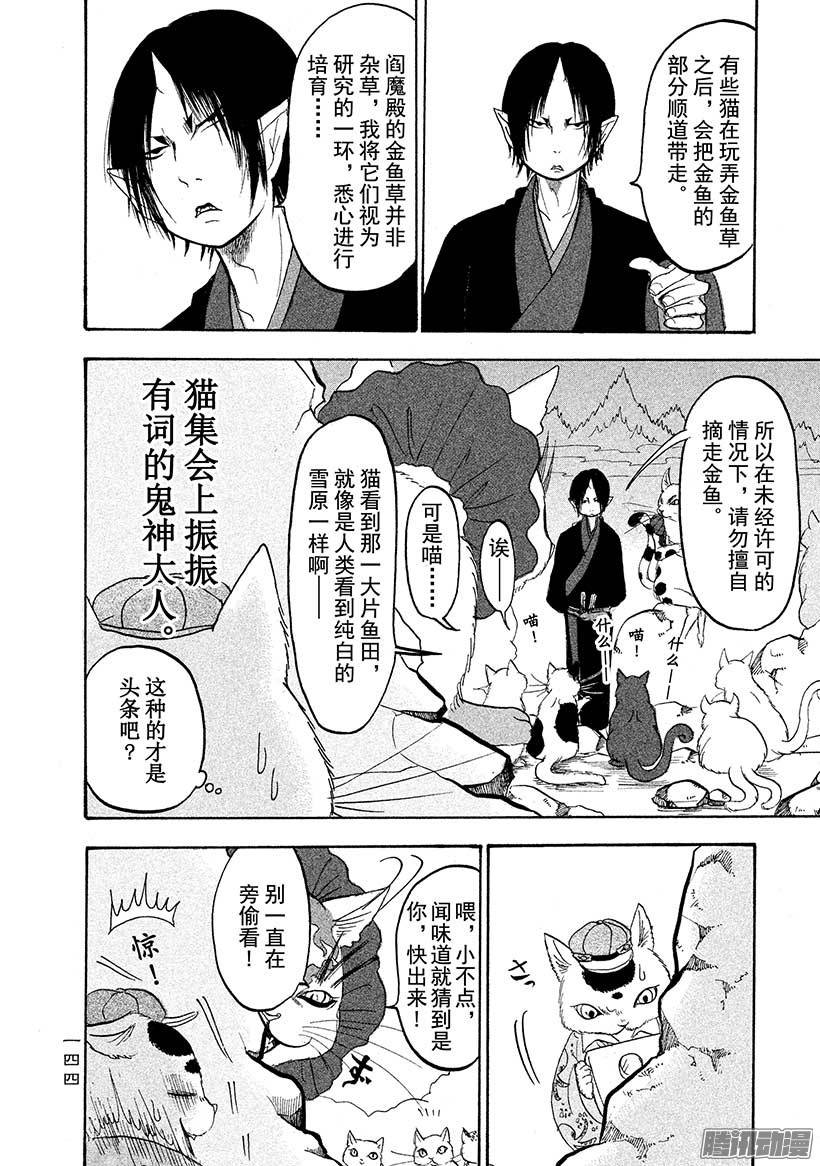 有些猫在玩弄金鱼草
之后，会把金鱼的
部分顺道带走。
阎魔殿的金鱼草并非
杂草，我将它们视为
研究的一环，悉心进行
培育……
所以在未经许可的
情况下，请勿擅自
摘走金鱼。
什么——
喵！
什么——
喵！
诶——
可是喵……
猫看到那一大片鱼田，
就像是人类看到纯白的
雪原一样啊——
猫集会上振振
有词的鬼神大人。
这种的才是
头条吧？
さっ
喂，小不点，
闻味道就猜到是
你，快出来！
别一直在
旁偷看！
惊！
一四四
腾讯动漫